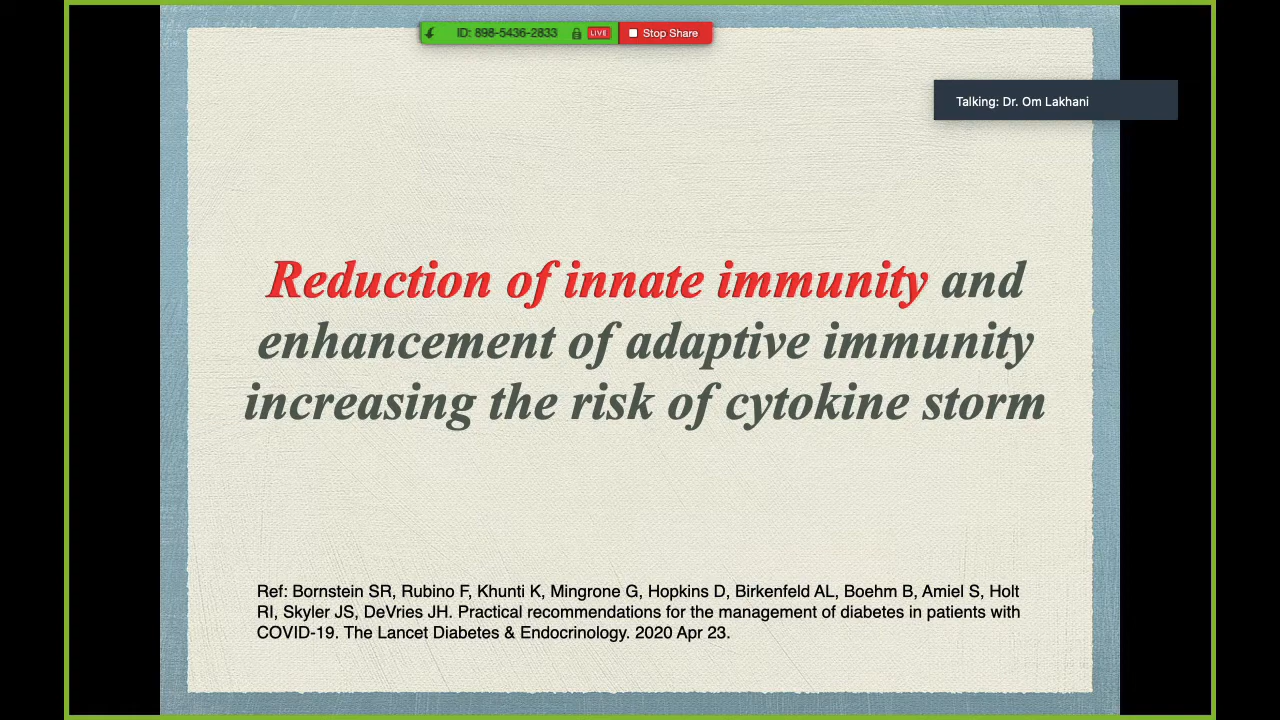 ID: 898-5436-2833 LIVE Stop Share
Talking: Dr. Om Lakhani
Reduction of innate immunity and
enhancement of adaptive immunity
increasing the risk of cytokine storm
Ref: Bornstein SR, Rubino F, Khunti K, Mingrone G, Hopkins D, Birkenfeld AL, Boehm B, Amiel S, Holt
RI, Skyler JS, DeVries JH. Practical recommendations for the management of diabetes in patients with
COVID-19. The Lancet Diabetes & Endocrinology. 2020 Apr 23.